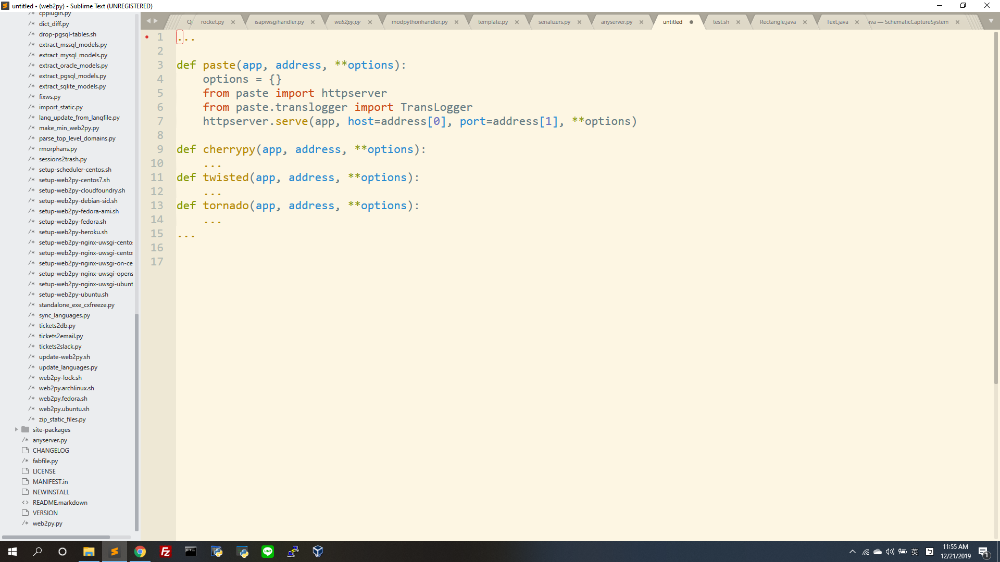 untitled • (web2py) - Sublime Text (UNREGISTERED)
rocket.py
isapiwsgihandler.py
web2py.py
modpythonhandler.py
template.py
serializers.py
anyserver.py
untitled
test.sh
Rectangle.java
Text.java
ava — SchematicCaptureSystem
/* cpplugin.py
/* dict_diff.py
/* drop-pgsql-tables.sh
/* extract_mssql_models.py
/* extract_mysql_models.py
/* extract_oracle_models.py
/* extract_pgsql_models.py
/* extract_sqlite_models.py
/* fixws.py
/* import_static.py
/* lang_update_from_langfile.py
/* make_min_web2py.py
/* parse_top_level_domains.py
/* rmorphans.py
/* sessions2trash.py
/* setup-scheduler-centos.sh
/* setup-web2py-centos7.sh
/* setup-web2py-cloudfoundry.sh
/* setup-web2py-debian-sid.sh
/* setup-web2py-fedora-ami.sh
/* setup-web2py-fedora.sh
/* setup-web2py-heroku.sh
/* setup-web2py-nginx-uwsgi-cento
/* setup-web2py-nginx-uwsgi-cento
/* setup-web2py-nginx-uwsgi-on-ce
/* setup-web2py-nginx-uwsgi-opens
/* setup-web2py-nginx-uwsgi-ubunt
/* setup-web2py-ubuntu.sh
/* standalone_exe_cxfreeze.py
/* sync_languages.py
/* tickets2db.py
/* tickets2email.py
/* tickets2slack.py
/* update-web2py.sh
/* update_languages.py
/* web2py-lock.sh
/* web2py.archlinux.sh
/* web2py.fedora.sh
/* web2py.ubuntu.sh
/* zip_static_files.py
site-packages
/* anyserver.py
CHANGELOG
/* fabfile.py
LICENSE
MANIFEST.in
NEWINSTALL
<> README.markdown
VERSION
/* web2py.py
1 ...
2
3 def paste(app, address, **options):
4     options = {}
5     from paste import httpserver
6     from paste.translogger import TransLogger
7     httpserver.serve(app, host=address[0], port=address[1], **options)
8
9 def cherrypy(app, address, **options):
10     ...
11 def twisted(app, address, **options):
12     ...
13 def tornado(app, address, **options):
14     ...
15 ...
16
17
英
11:55 AM
12/21/2019
1